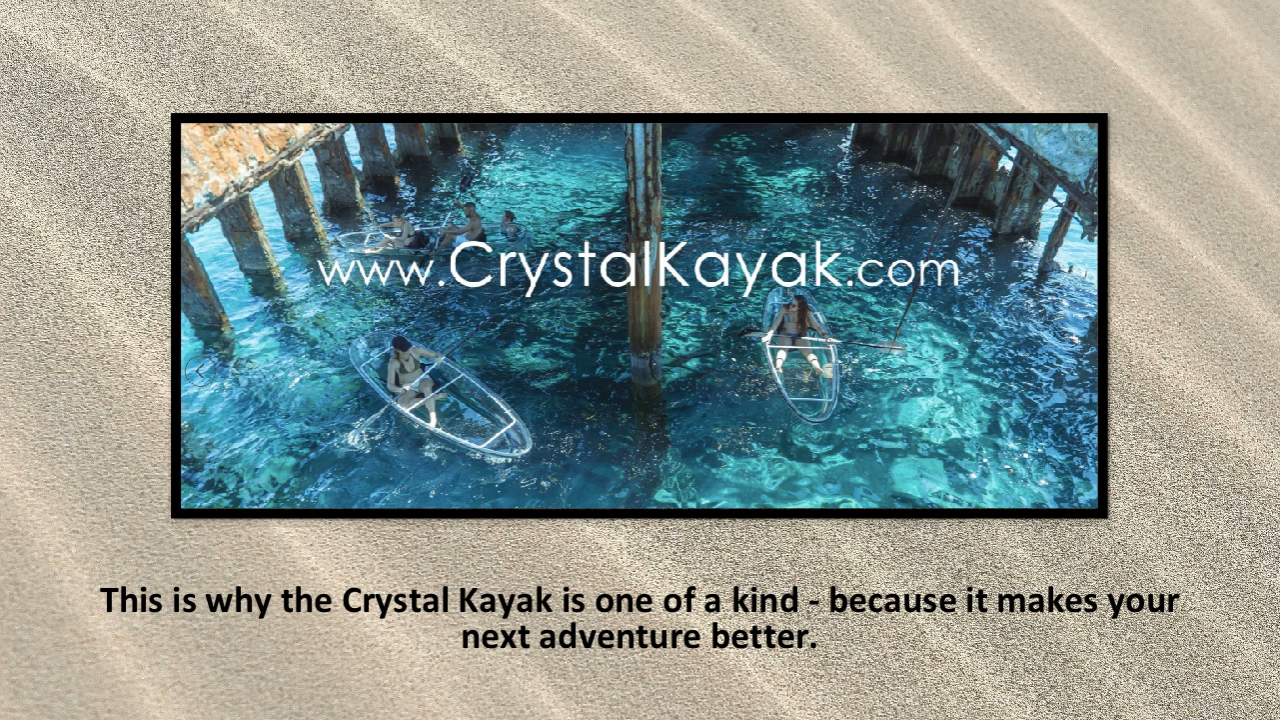 www.CrystalKayak.com
This is why the Crystal Kayak is one of a kind - because it makes your
next adventure better.